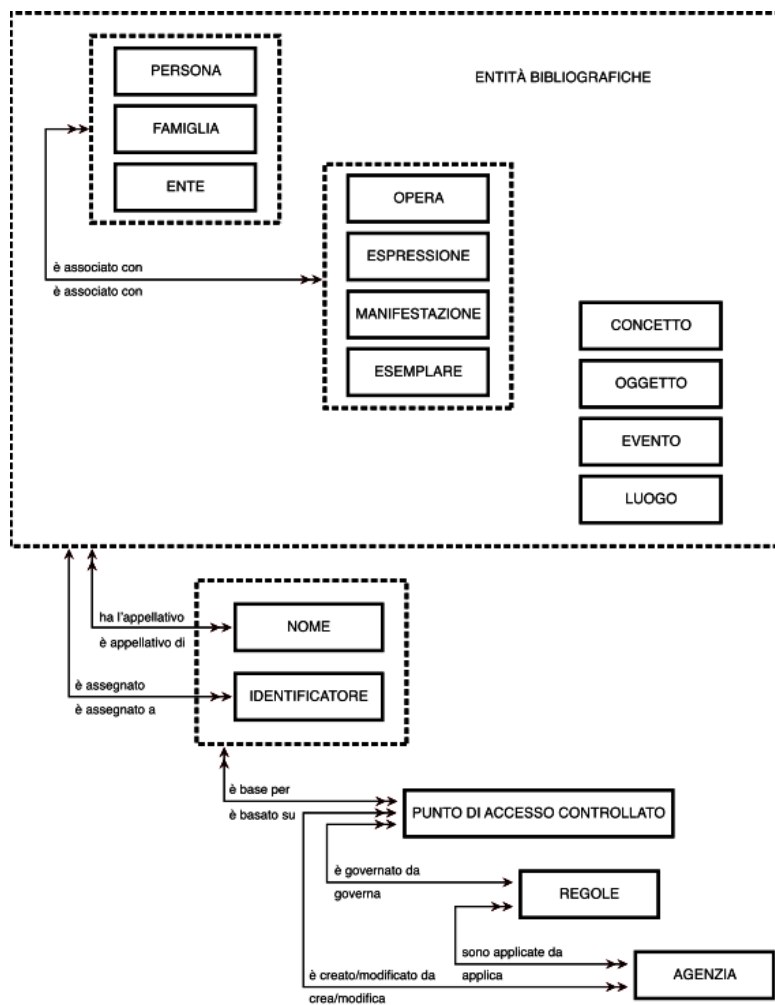 PERSONA
ENTITÀ BIBLIOGRAFICHE
FAMIGLIA
ENTE
OPERA
ESPRESSIONE
è associato con
è associato con
MANIFESTAZIONE
CONCETTO
ESEMPLARE
OGGETTO
EVENTO
LUOGO
ha l'appellativo
è appellativo di
NOME
è assegnato
è assegnato a
IDENTIFICATORE
è base per
è basato su
PUNTO DI ACCESSO CONTROLLATO
è governato da
governa
REGOLE
sono applicate da
applica
è creato/modificato da
crea/modifica
AGENZIA